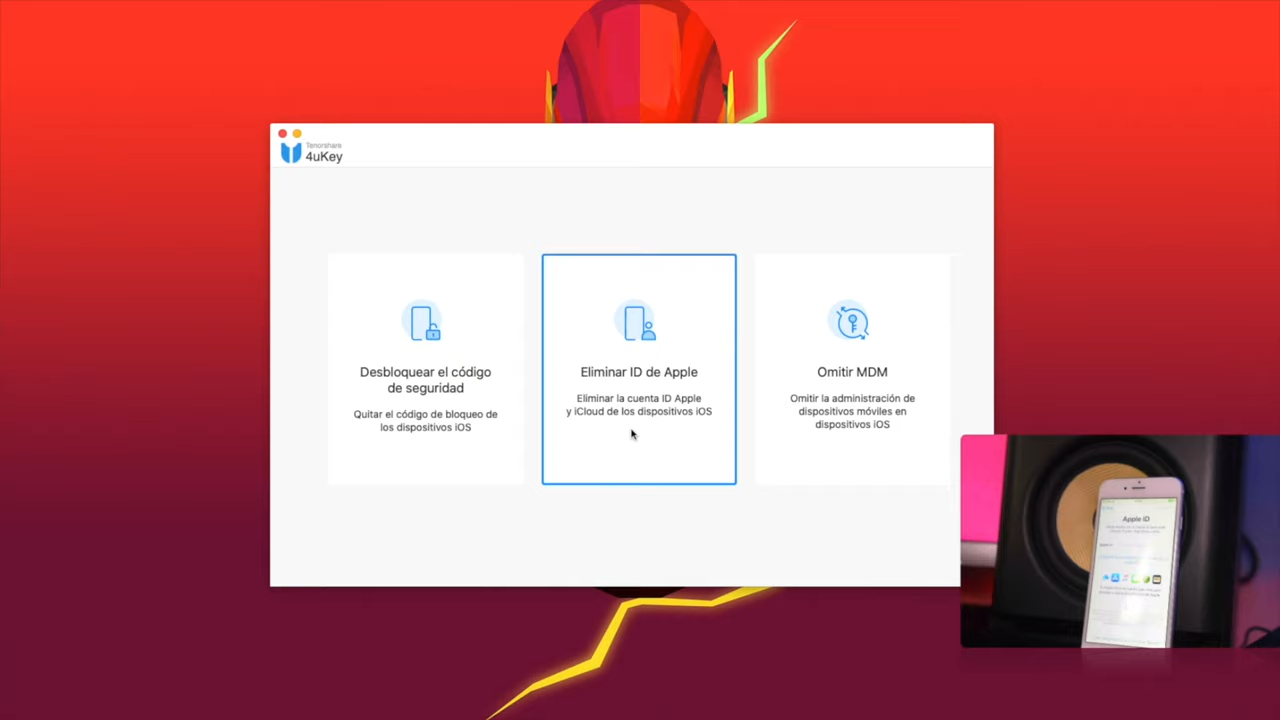 Tenorshare
4uKey
Desbloquear el código
de seguridad
Quitar el código de bloqueo de
los dispositivos iOS
Eliminar ID de Apple
Eliminar la cuenta ID Apple
y iCloud de los dispositivos iOS
Omitir MDM
Omitir la administración de
dispositivos móviles en
dispositivos iOS
Apple ID